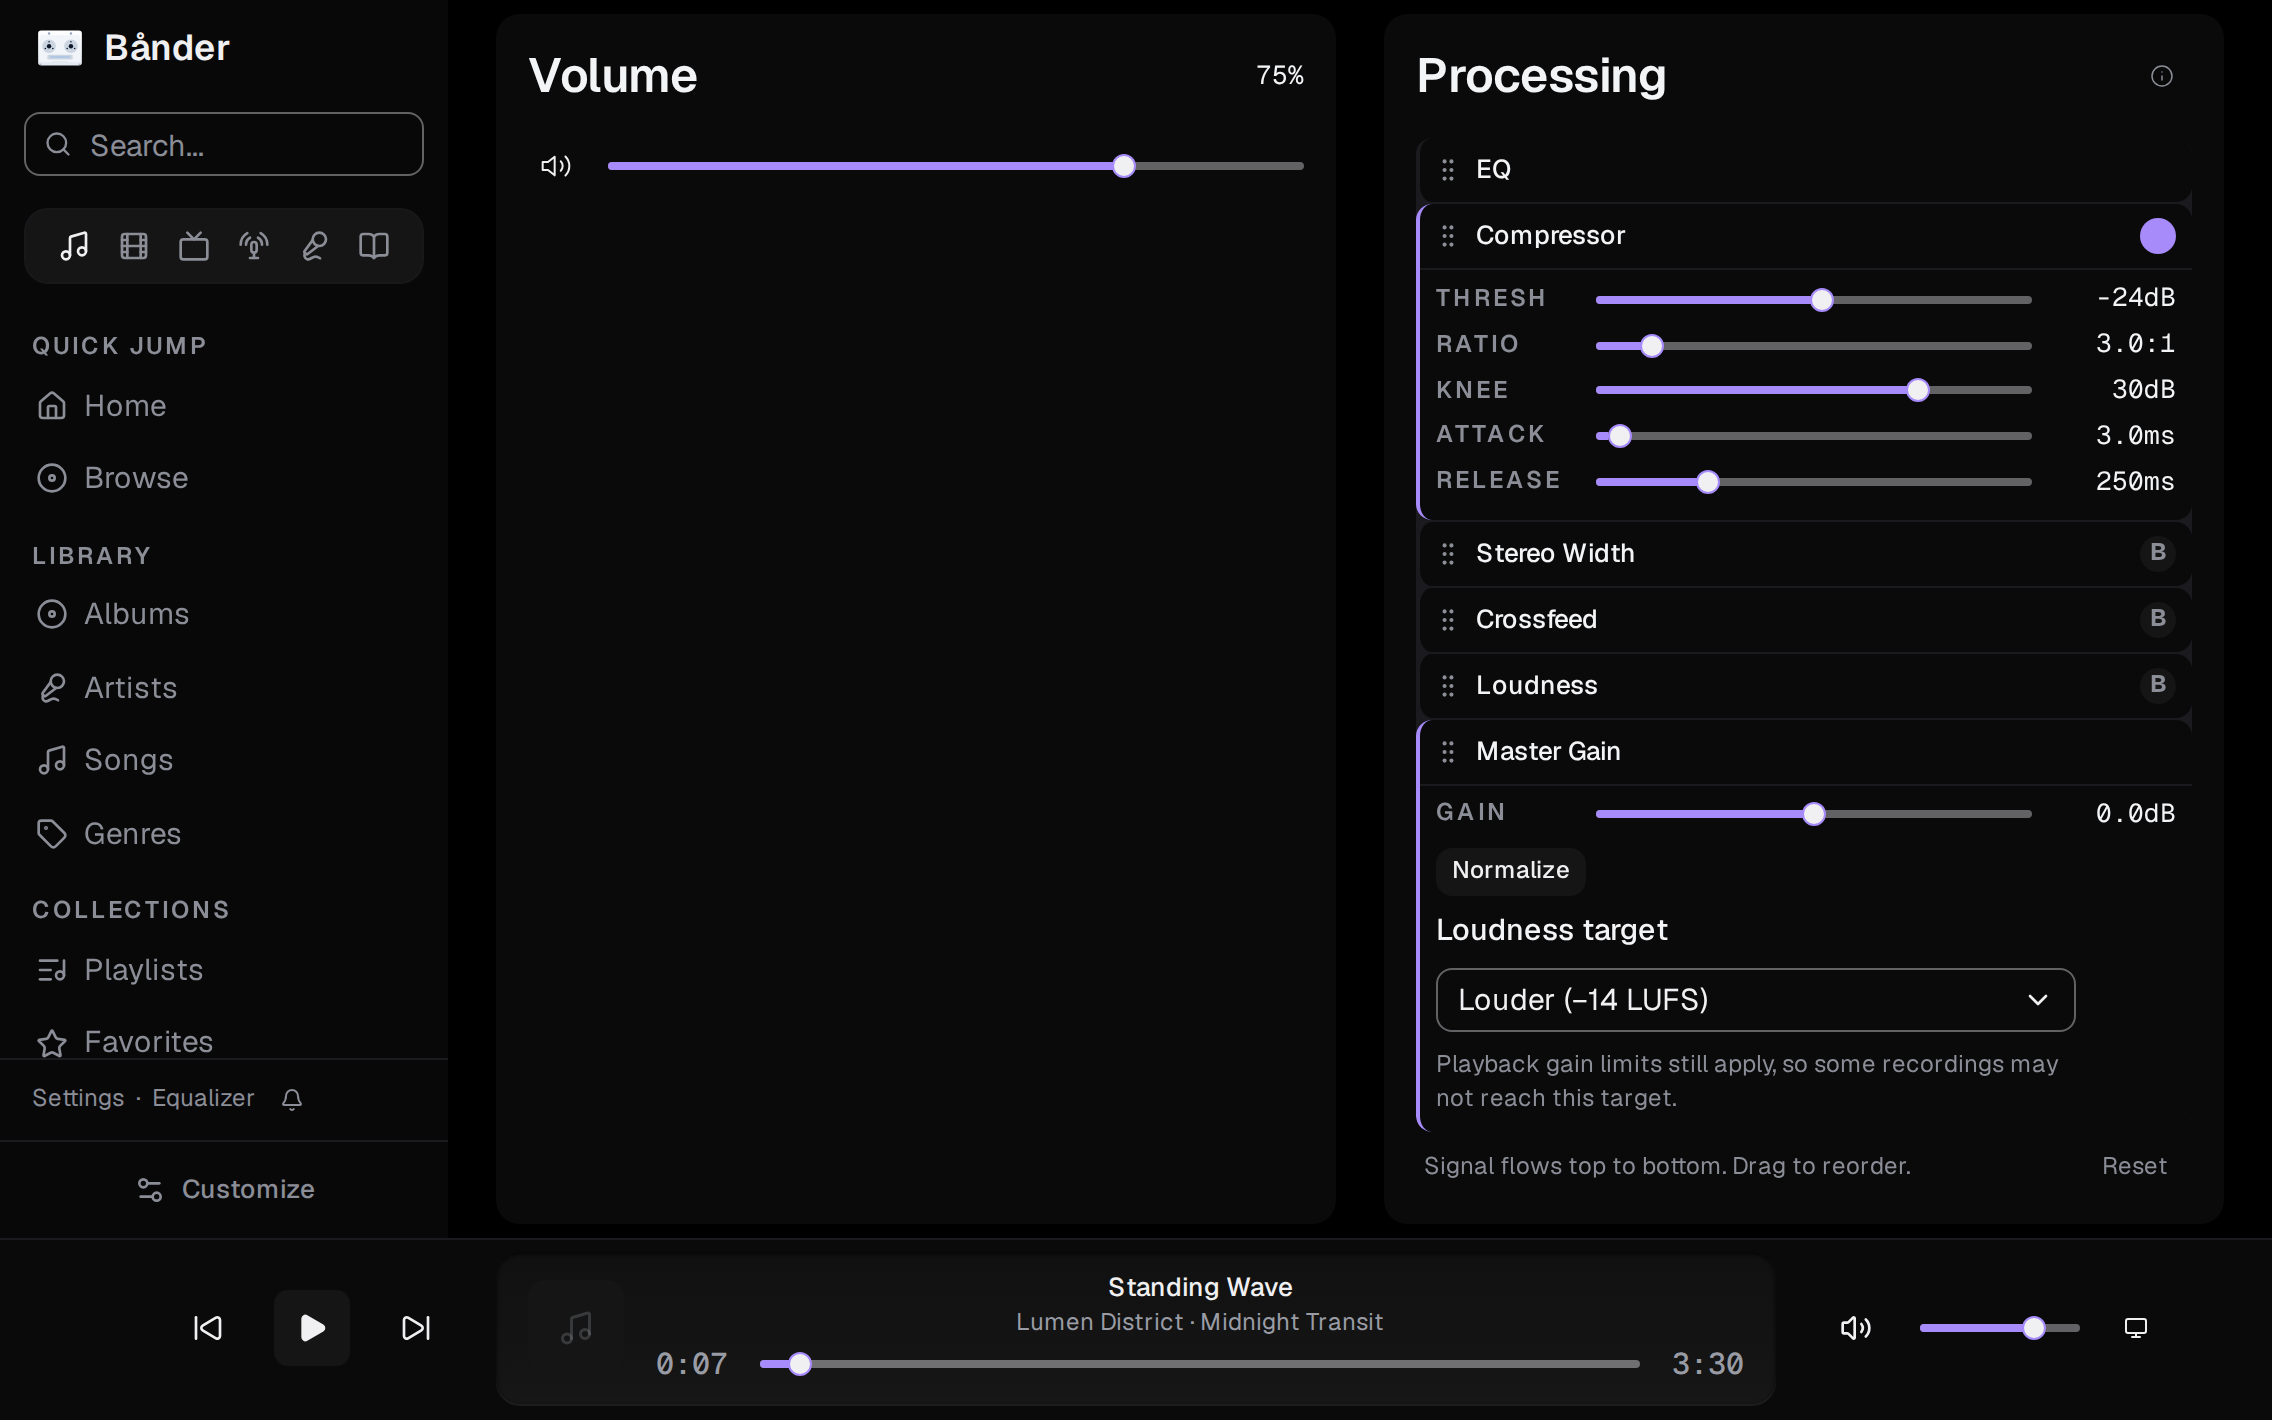 Bånder
Search...
QUICK JUMP
Home
Browse
LIBRARY
Albums
Artists
Songs
Genres
COLLECTIONS
Playlists
Favorites
Settings · Equalizer
Customize
Volume
75%
Processing
EQ
Compressor
THRESH
-24dB
RATIO
3.0:1
KNEE
30dB
ATTACK
3.0ms
RELEASE
250ms
Stereo Width
B
Crossfeed
B
Loudness
B
Master Gain
GAIN
0.0dB
Normalize
Loudness target
Louder (−14 LUFS)
Playback gain limits still apply, so some recordings may
not reach this target.
Signal flows top to bottom. Drag to reorder.
Reset
Standing Wave
Lumen District · Midnight Transit
0:07
3:30